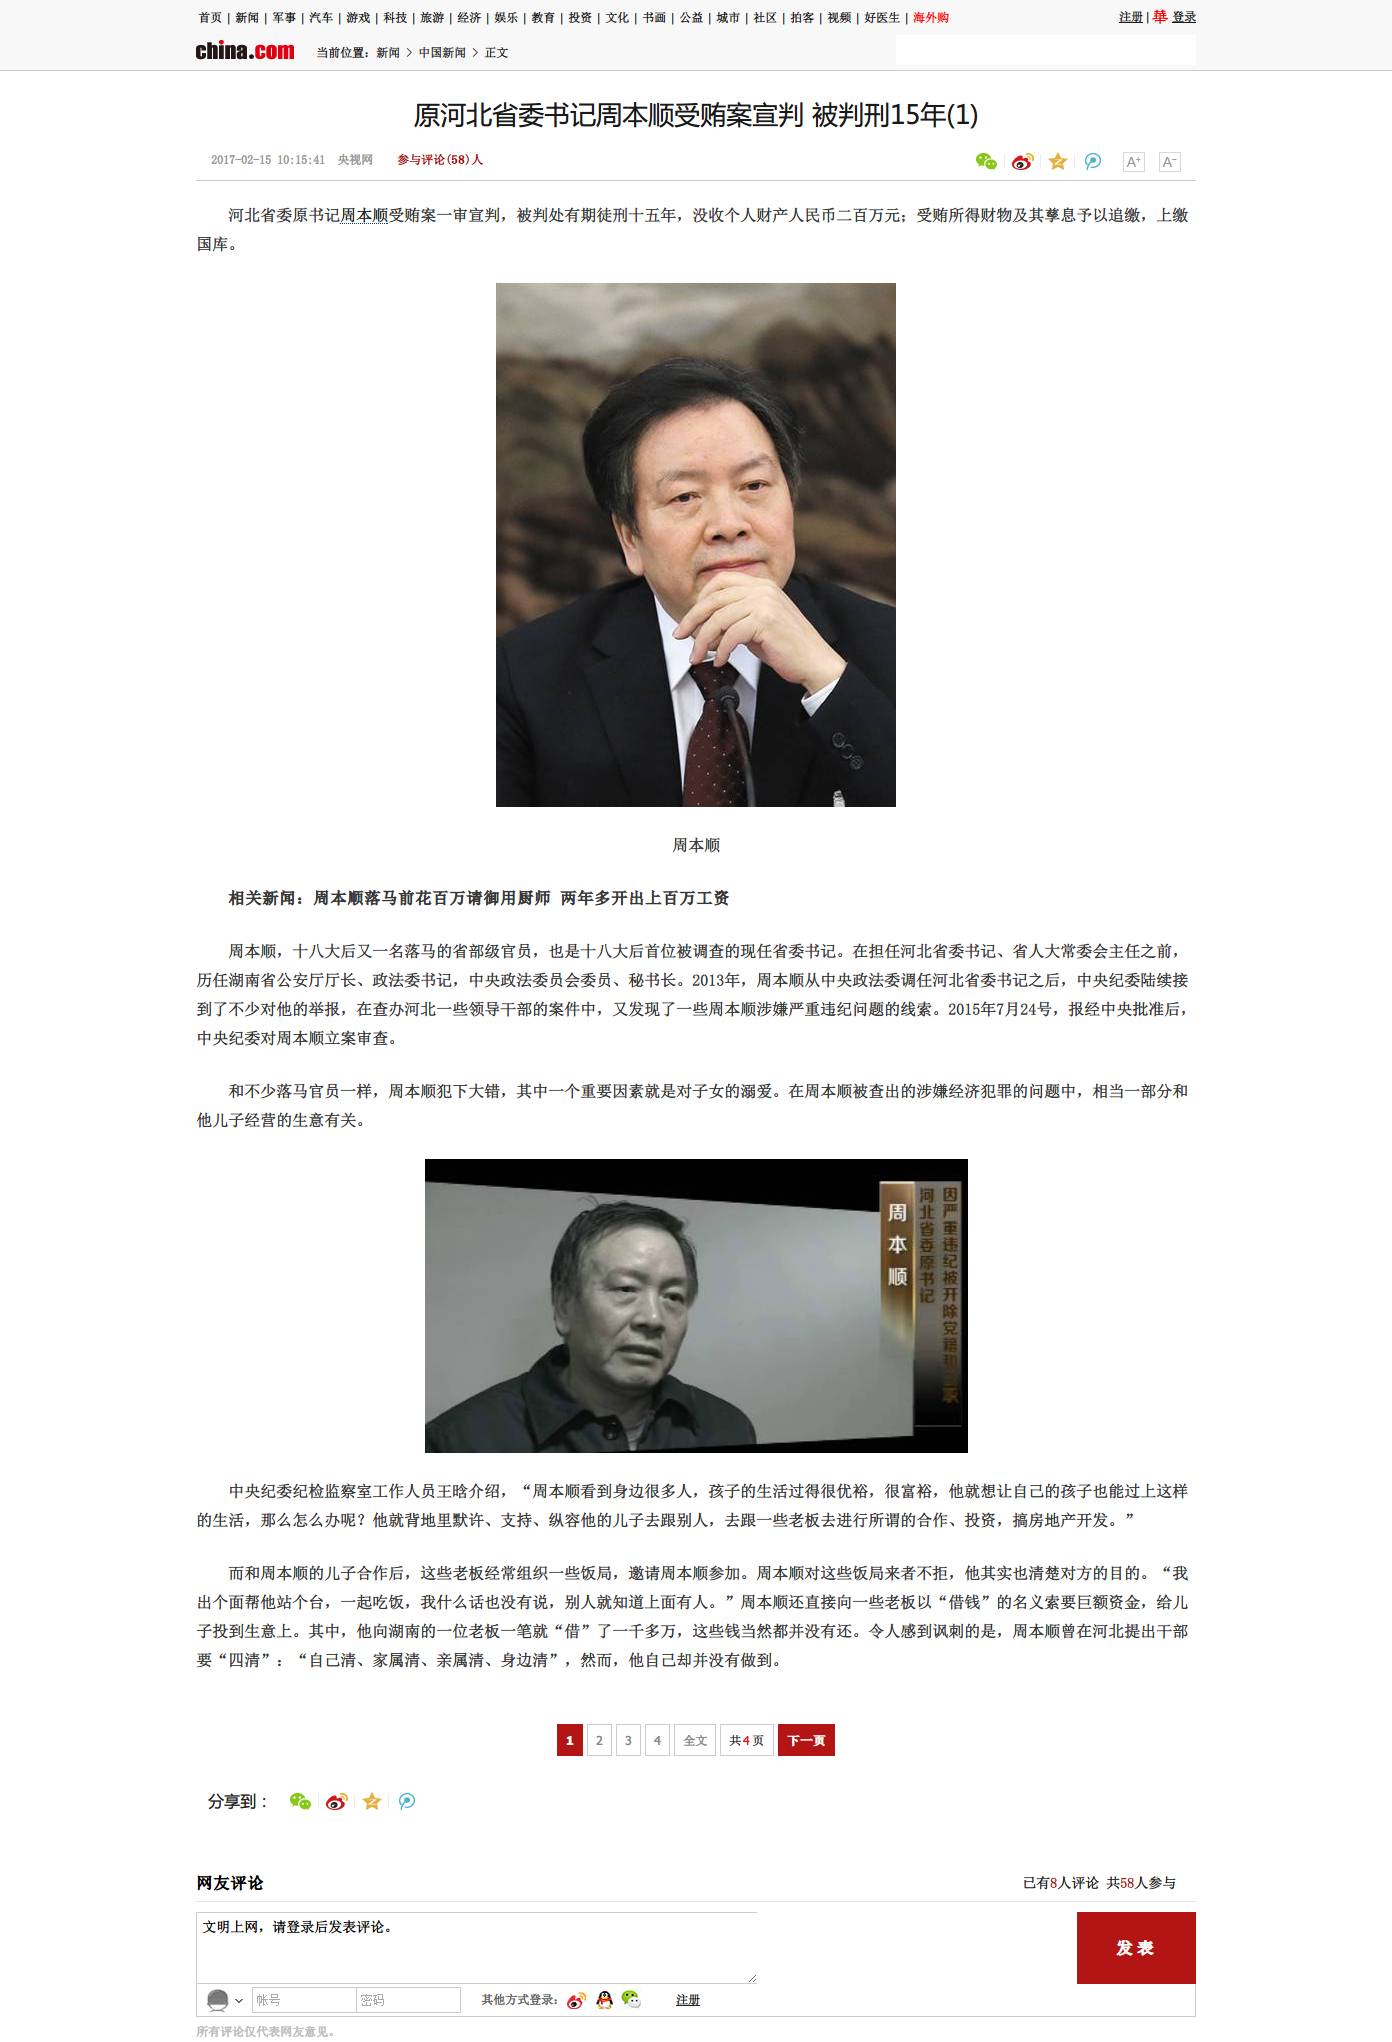 首页 | 新闻 | 军事 | 汽车 | 游戏 | 科技 | 旅游 | 经济 | 娱乐 | 教育 | 投资 | 文化 | 书画 | 公益 | 城市 | 社区 | 拍客 | 视频 | 好医生 | 海外购
注册 | 華 登录
china.com 当前位置：新闻 > 中国新闻 > 正文
原河北省委书记周本顺受贿案宣判 被判刑15年(1)
2017-02-15 10:15:41 央视网 参与评论(58)人
A+ A-
河北省委原书记周本顺受贿案一审宣判，被判处有期徒刑十五年，没收个人财产人民币二百万元；受贿所得财物及其孳息予以追缴，上缴
国库。
周本顺
相关新闻：周本顺落马前花百万请御用厨师 两年多开出上百万工资
周本顺，十八大后又一名落马的省部级官员，也是十八大后首位被调查的现任省委书记。在担任河北省委书记、省人大常委会主任之前，
历任湖南省公安厅厅长、政法委书记，中央政法委员会委员、秘书长。2013年，周本顺从中央政法委调任河北省委书记之后，中央纪委陆续接
到了不少对他的举报，在查办河北一些领导干部的案件中，又发现了一些周本顺涉嫌严重违纪问题的线索。2015年7月24号，报经中央批准后，
中央纪委对周本顺立案审查。
和不少落马官员一样，周本顺犯下大错，其中一个重要因素就是对子女的溺爱。在周本顺被查出的涉嫌经济犯罪的问题中，相当一部分和
他儿子经营的生意有关。
周本顺
河北省委原书记
因严重违纪被开除党籍和公职
中央纪委纪检监察室工作人员王晗介绍，“周本顺看到身边很多人，孩子的生活过得很优裕，很富裕，他就想让自己的孩子也能过上这样
的生活，那么怎么办呢？他就背地里默许、支持、纵容他的儿子去跟别人，去跟一些老板去进行所谓的合作、投资，搞房地产开发。”
而和周本顺的儿子合作后，这些老板经常组织一些饭局，邀请周本顺参加。周本顺对这些饭局来者不拒，他其实也清楚对方的目的。“我
出个面帮他站个台，一起吃饭，我什么话也没有说，别人就知道上面有人。”周本顺还直接向一些老板以“借钱”的名义索要巨额资金，给儿
子投到生意上。其中，他向湖南的一位老板一笔就“借”了一千多万，这些钱当然都并没有还。令人感到讽刺的是，周本顺曾在河北提出干部
要“四清”：“自己清、家属清、亲属清、身边清”，然而，他自己却并没有做到。
1 2 3 4 全文 共4页 下一页
分享到：
网友评论
已有8人评论 共58人参与
文明上网，请登录后发表评论。
发表
帐号 密码 其他方式登录： 注册
所有评论仅代表网友意见。